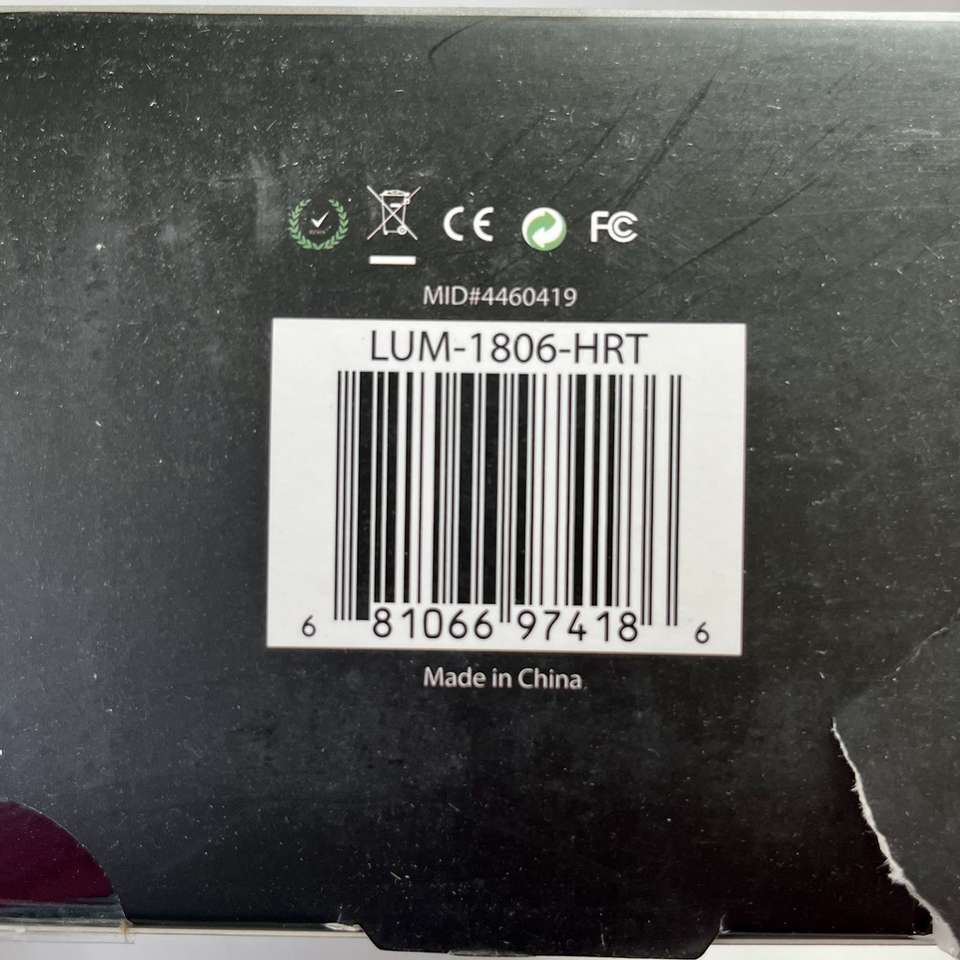 CE FC
MID#4460419
LUM-1806-HRT
6 81066 97418 6
Made in China